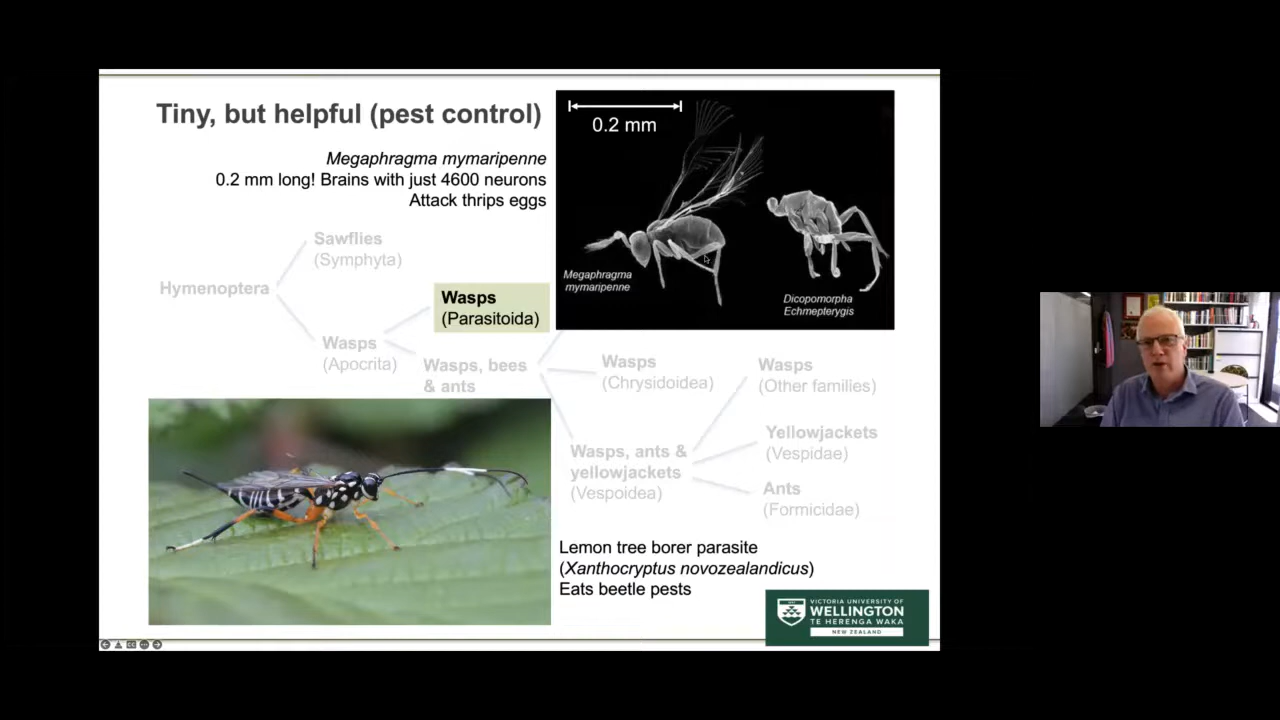 Tiny, but helpful (pest control)
Megaphragma mymaripenne
0.2 mm long! Brains with just 4600 neurons
Attack thrips eggs
0.2 mm
Megaphragma
mymaripenne
Dicopomorpha
Echmepterygis
Sawflies
(Symphyta)
Hymenoptera
Wasps
(Parasitoida)
Wasps
(Apocrita)
Wasps, bees
& ants
Wasps
(Chrysidoidea)
Wasps
(Other families)
Wasps, ants &
yellowjackets
(Vespoidea)
Yellowjackets
(Vespidae)
Ants
(Formicidae)
Lemon tree borer parasite
(Xanthocryptus novozealandicus)
Eats beetle pests
VICTORIA UNIVERSITY OF
WELLINGTON
TE HERENGA WAKA
NEW ZEALAND